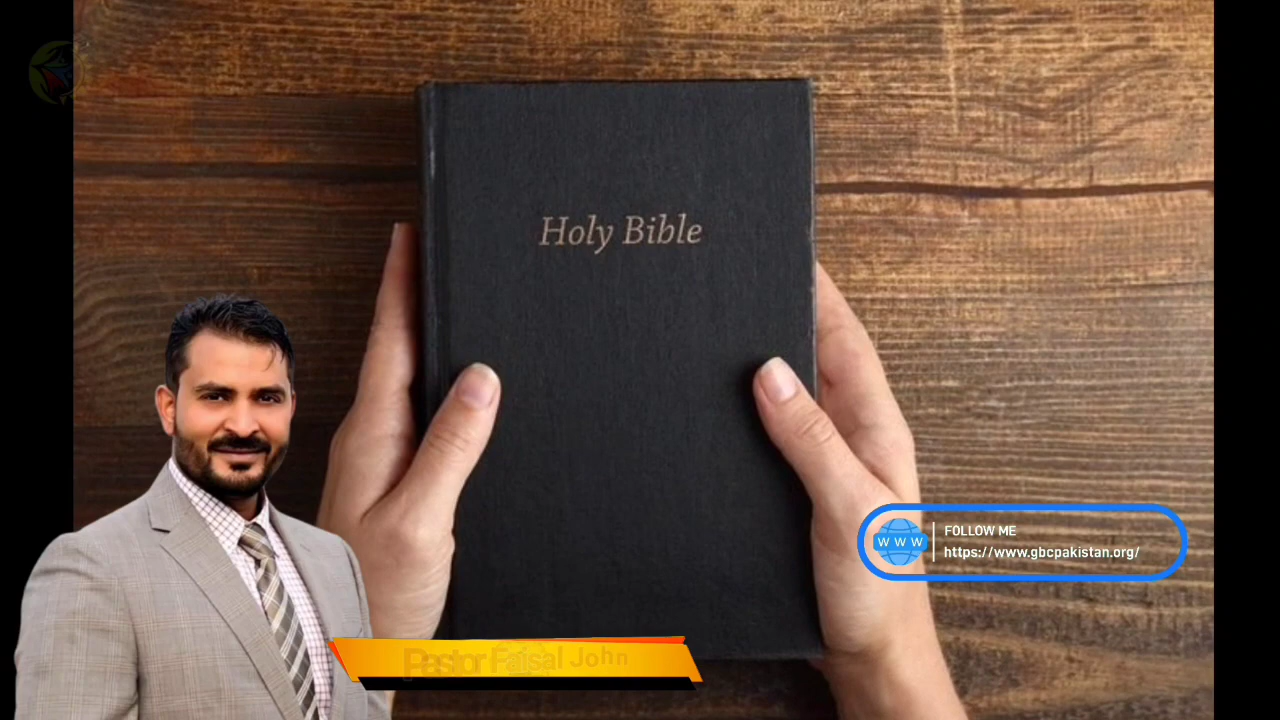 Holy Bible
FOLLOW ME
W W W
https://www.gbcpakistan.org/
Pastor Faisal John